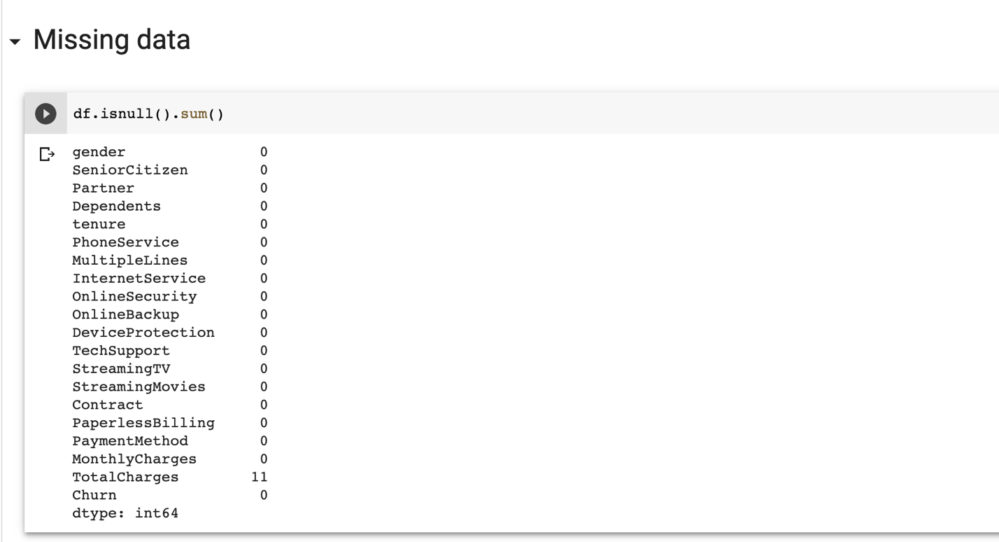 Missing data
df.isnull().sum()
gender 0
SeniorCitizen 0
Partner 0
Dependents 0
tenure 0
PhoneService 0
MultipleLines 0
InternetService 0
OnlineSecurity 0
OnlineBackup 0
DeviceProtection 0
TechSupport 0
StreamingTV 0
StreamingMovies 0
Contract 0
PaperlessBilling 0
PaymentMethod 0
MonthlyCharges 0
TotalCharges 11
Churn 0
dtype: int64